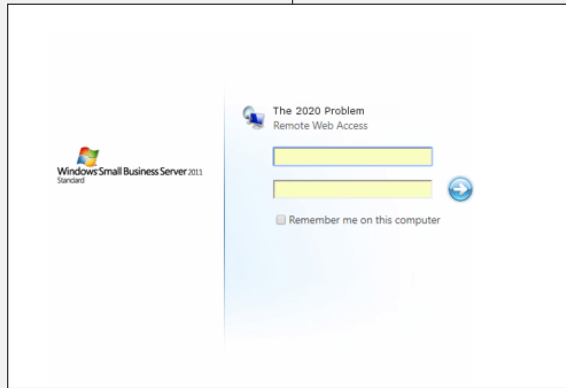 Windows Small Business Server 2011
Standard
The 2020 Problem
Remote Web Access
Remember me on this computer